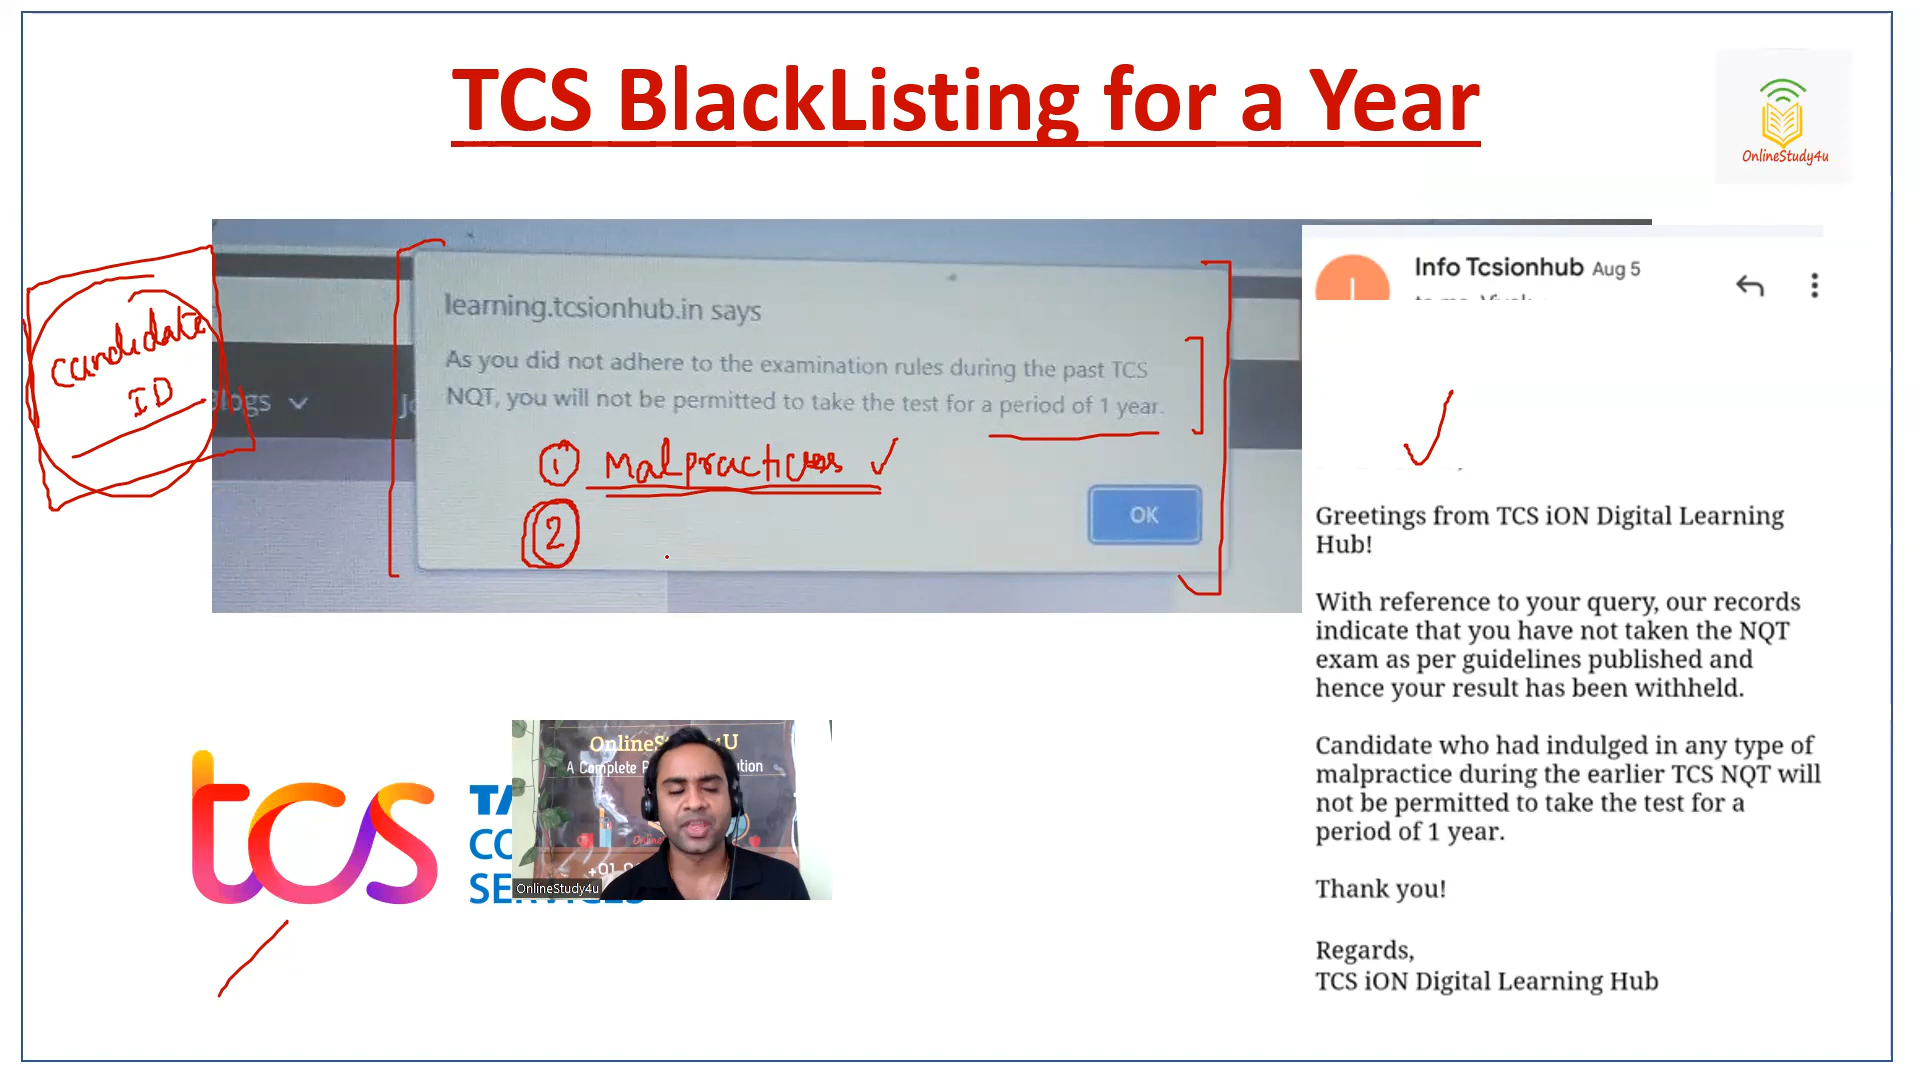 TCS BlackListing for a Year
OnlineStudy4u
candidate
ID
Blogs
learning.tcsionhub.in says
As you did not adhere to the examination rules during the past TCS
NQT, you will not be permitted to take the test for a period of 1 year.
1 Malpractices
2
OK
Info Tcsionhub Aug 5
Greetings from TCS iON Digital Learning
Hub!
With reference to your query, our records
indicate that you have not taken the NQT
exam as per guidelines published and
hence your result has been withheld.
Candidate who had indulged in any type of
malpractice during the earlier TCS NQT will
not be permitted to take the test for a
period of 1 year.
Thank you!
Regards,
TCS iON Digital Learning Hub
tcs
OnlineStudy4u
A Complete